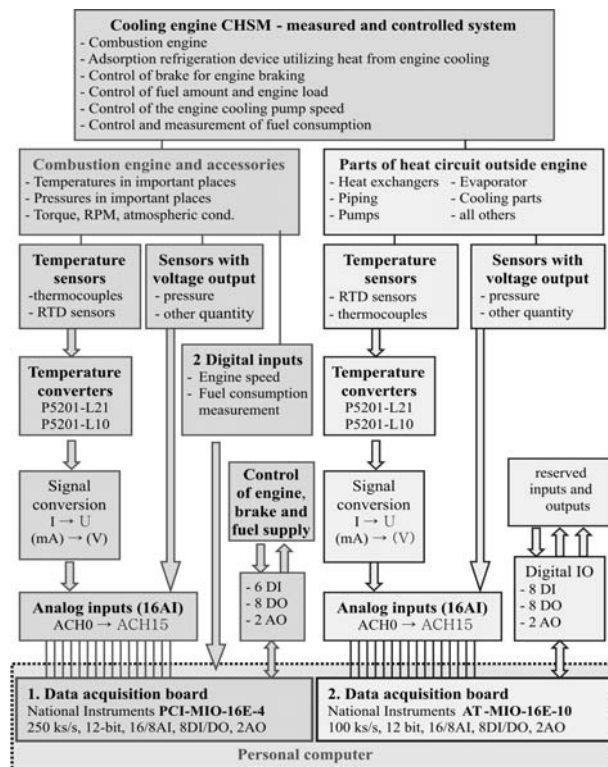 Cooling engine CHSM - measured and controlled system
- Combustion engine
- Adsorption refrigeration device utilizing heat from engine cooling
- Control of brake for engine braking
- Control of fuel amount and engine load
- Control of the engine cooling pump speed
- Control and measurement of fuel consumption
Combustion engine and accessories
- Temperatures in important places
- Pressures in important places
- Torque, RPM, atmospheric cond.
Parts of heat circuit outside engine
- Heat exchangers - Evaporator
- Piping - Cooling parts
- Pumps - all others
Temperature
sensors
-thermocouples
- RTD sensors
Sensors with
voltage output
- pressure
- other quantity
Temperature
sensors
- RTD sensors
- thermocouples
Sensors with
voltage output
- pressure
- other quantity
2 Digital inputs
- Engine speed
- Fuel consumption
measurement
Temperature
converters
P5201-L21
P5201-L10
Temperature
converters
P5201-L21
P5201-L10
Signal
conversion
I → U
(mA) → (V)
Control
of engine,
brake and
fuel supply
Signal
conversion
I → U
(mA) → (V)
reserved
inputs and
outputs
- 6 DI
- 8 DO
- 2 AO
Digital IO
- 8 DI
- 8 DO
- 2 AO
Analog inputs (16AI)
ACH0 → ACH15
Analog inputs (16AI)
ACH0 → ACH15
1. Data acquisition board
National Instruments PCI-MIO-16E-4
250 ks/s, 12-bit, 16/8AI, 8DI/DO, 2AO
2. Data acquisition board
National Instruments AT-MIO-16E-10
100 ks/s, 12 bit, 16/8AI, 8DI/DO, 2AO
Personal computer